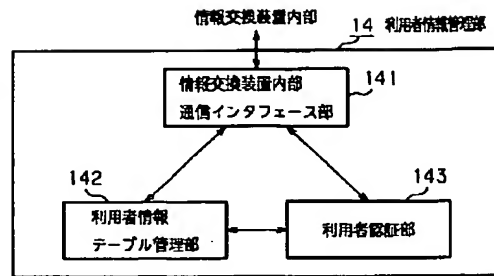 情報交換装置内部
14 利用者情報管理部
情報交換装置内部
通信インタフェース部
141
142
利用者情報
テーブル管理部
143
利用者認証部